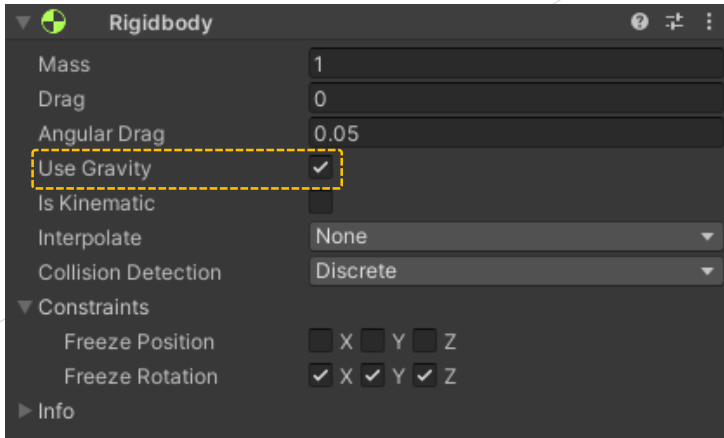 Rigidbody
Mass 1
Drag 0
Angular Drag 0.05
Use Gravity
Is Kinematic
Interpolate None
Collision Detection Discrete
Constraints
Freeze Position X Y Z
Freeze Rotation X Y Z
Info